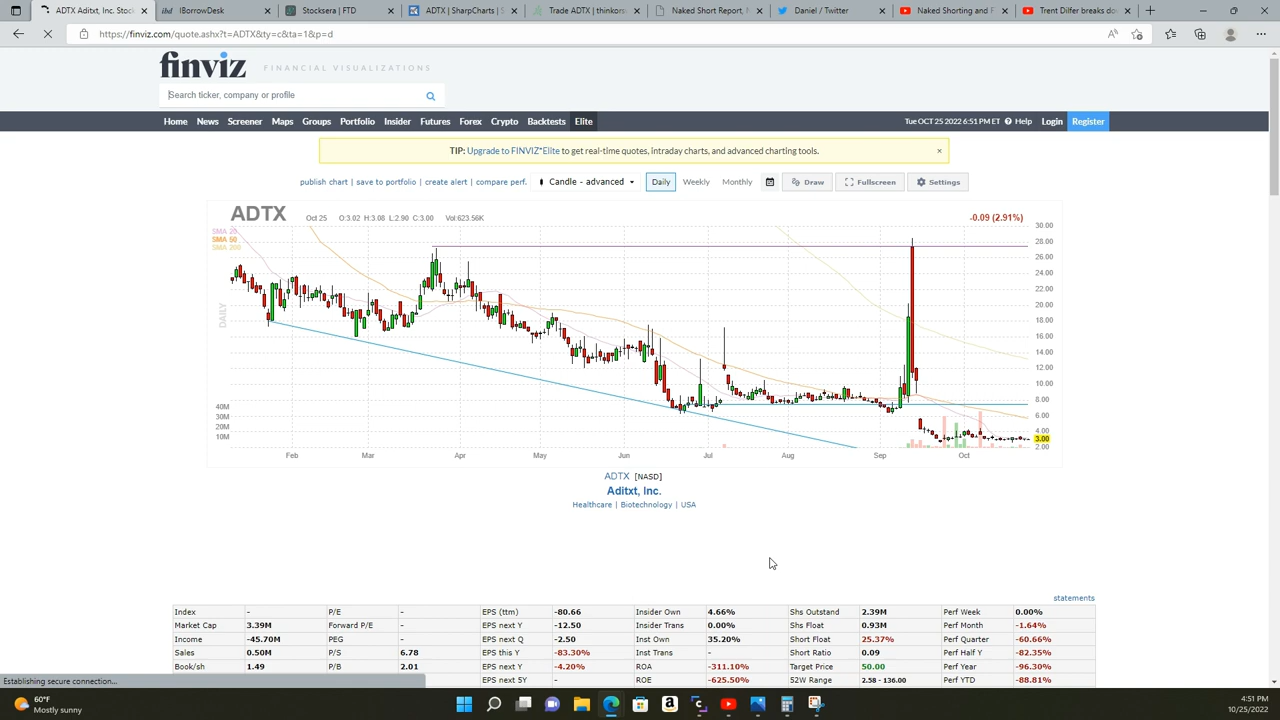 ADTX Aditxt, Inc. Stock
IBorrowDesk
Stocksera | FTD
ADTX | SharpCharts | S
Trade ADTX | thinkors
Naked Short Report, N
Daniel / Twitter
Naked Shorting and F
Trent Dilfer breaks do
https://finviz.com/quote.ashx?t=ADTX&ty=c&ta=1&p=d
finviz FINANCIAL VISUALIZATIONS
Search ticker, company or profile
Home News Screener Maps Groups Portfolio Insider Futures Forex Crypto Backtests Elite Tue OCT 25 2022 6:51 PM ET Help Login Register
TIP: Upgrade to FINVIZ*Elite to get real-time quotes, intraday charts, and advanced charting tools. ×
publish chart | save to portfolio | create alert | compare perf. Candle - advanced Daily Weekly Monthly Draw Fullscreen Settings
ADTX Oct 25 O:3.02 H:3.08 L:2.90 C:3.00 Vol:623.56K -0.09 (2.91%)
SMA 20
SMA 50
SMA 200
DAILY
30.00
28.00
26.00
24.00
22.00
20.00
18.00
16.00
14.00
12.00
10.00
8.00
6.00
4.00
3.00
2.00
40M
30M
20M
10M
Feb Mar Apr May Jun Jul Aug Sep Oct
ADTX [NASD]
Aditxt, Inc.
Healthcare | Biotechnology | USA
statements
Index - P/E - EPS (ttm) -80.66 Insider Own 4.66% Shs Outstand 2.39M Perf Week 0.00%
Market Cap 3.39M Forward P/E - EPS next Y -12.50 Insider Trans 0.00% Shs Float 0.93M Perf Month -1.64%
Income -45.70M PEG - EPS next Q -2.50 Inst Own 35.20% Short Float 25.37% Perf Quarter -60.66%
Sales 0.50M P/S 6.78 EPS this Y -83.30% Inst Trans - Short Ratio 0.09 Perf Half Y -82.35%
Book/sh 1.49 P/B 2.01 EPS next Y -4.20% ROA -311.10% Target Price 50.00 Perf Year -96.30%
EPS next 5Y - ROE -625.50% 52W Range 2.58 - 136.00 Perf YTD -88.81%
Establishing secure connection...
60°F
Mostly sunny
4:51 PM
10/25/2022